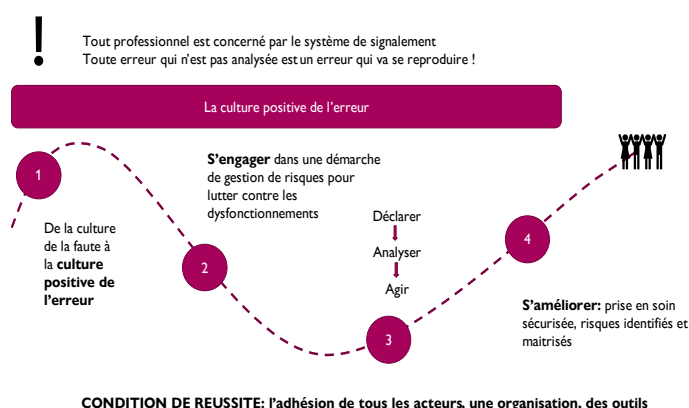 !
Tout professionnel est concerné par le système de signalement
Toute erreur qui n'est pas analysée est un erreur qui va se reproduire !
La culture positive de l'erreur
1
De la culture
de la faute à
la culture
positive de
l'erreur
2
S'engager dans une démarche
de gestion de risques pour
lutter contre les
dysfonctionnements
Déclarer
Analyser
Agir
3
4
S'améliorer: prise en soin
sécurisée, risques identifiés et
maitrisés
CONDITION DE REUSSITE: l'adhésion de tous les acteurs, une organisation, des outils